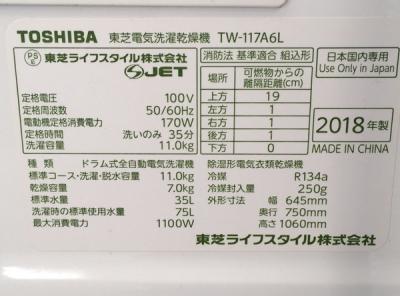 TOSHIBA 東芝電気洗濯乾燥機 TW-117A6L
PS E 東芝ライフスタイル株式会社
S JET
定格電圧 100V
定格周波数 50/60Hz
電動機定格消費電力 170W
標準使用時間 洗いのみ 35分
洗濯容量 11.0kg
消防法 基準適合 組込形
場所 可燃物からの離隔距離(cm)
上方 19
左方 1
右方 1
後方 1
下方 0
日本国内専用
Use Only in Japan
2018年製
MADE IN CHINA
種類 ドラム式全自動電気洗濯機
標準コース・洗濯・脱水容量 11.0kg
乾燥容量 7.0kg
標準水量 35L
洗濯時の標準使用水量 75L
最大消費電力 1100W
除湿形電気衣類乾燥機
冷媒 R134a
冷媒封入量 250g
外形寸法 幅 645mm
奥行 750mm
高さ 1060mm
東芝ライフスタイル株式会社